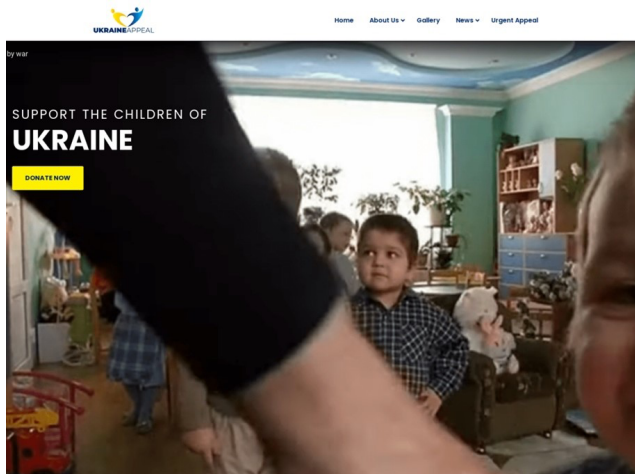 UKRAINEAPPEAL
Home About Us Gallery News Urgent Appeal
by war
SUPPORT THE CHILDREN OF
UKRAINE
DONATE NOW